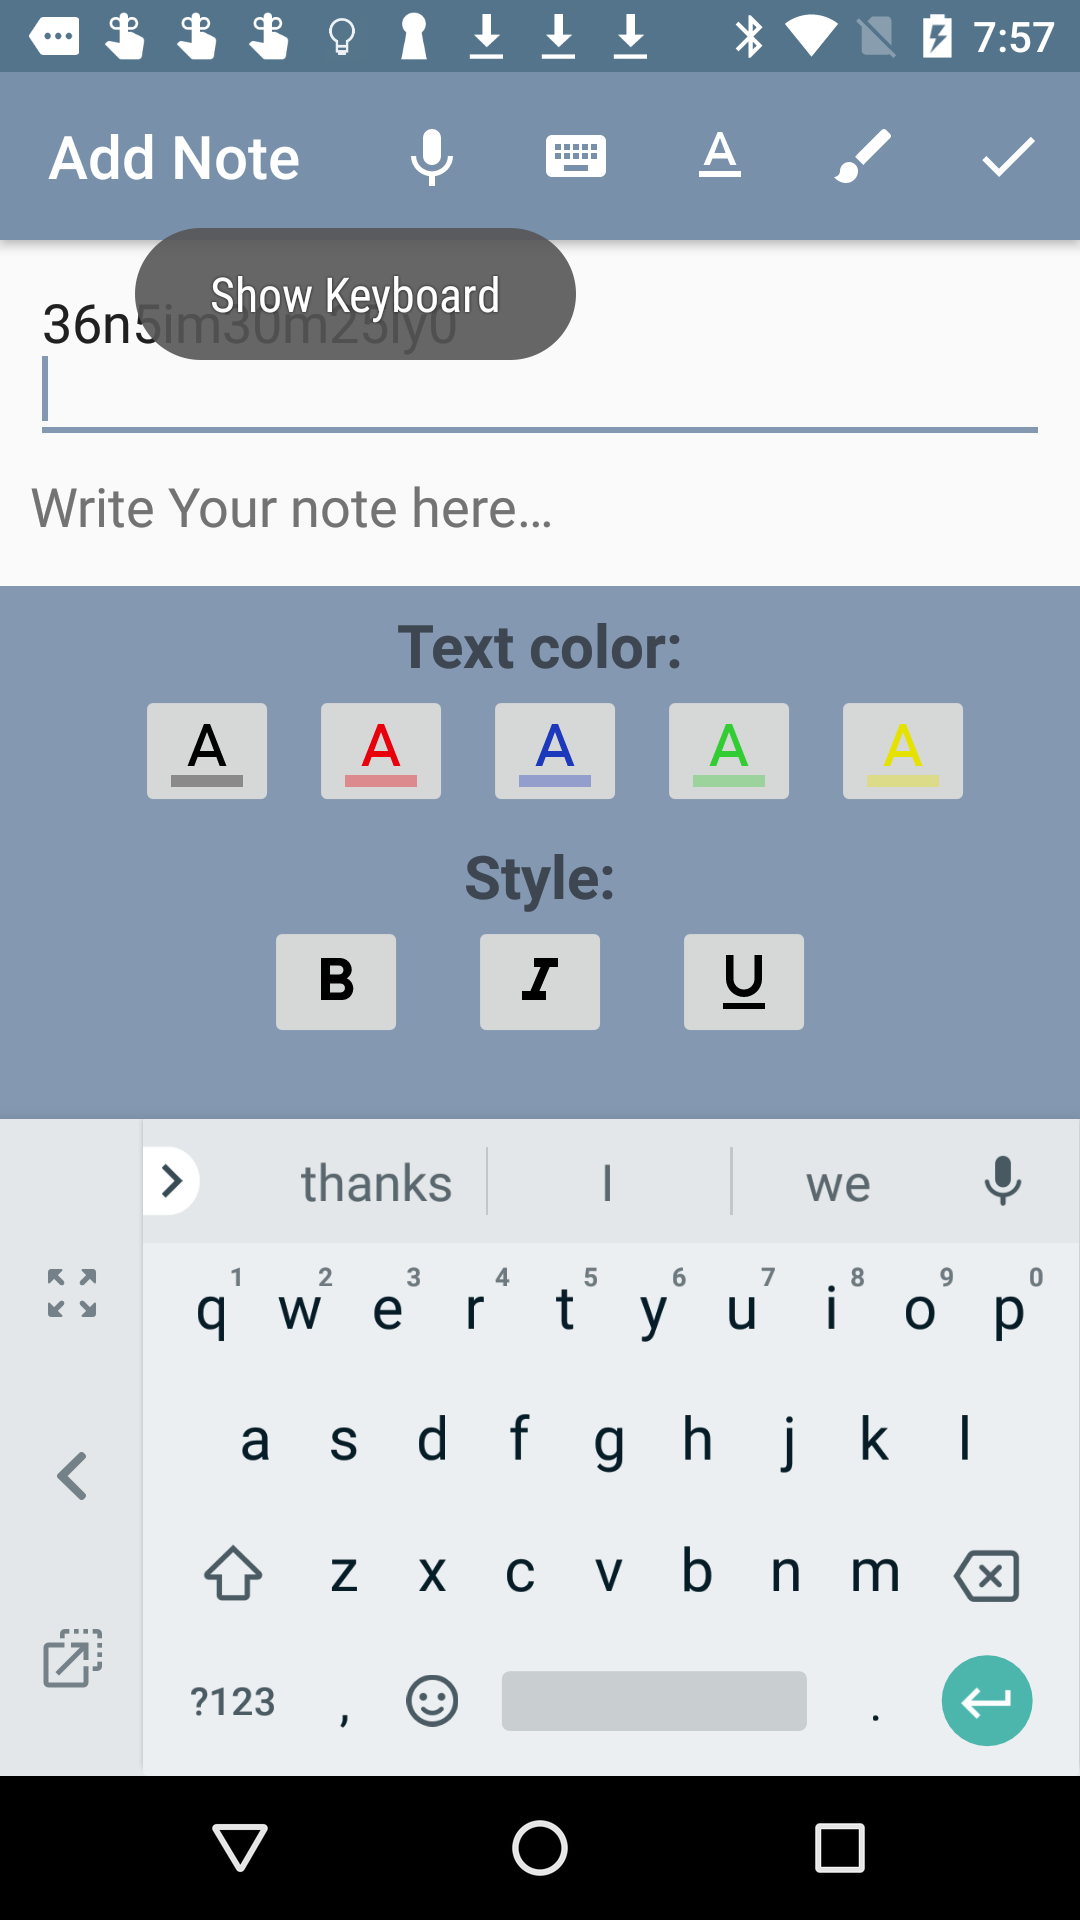 7:57
Add Note
Show Keyboard
36n5im30m25ly0
Write Your note here...
Text color:
A A A A A
Style:
B I U
thanks I we
1 2 3 4 5 6 7 8 9 0
q w e r t y u i o p
a s d f g h j k l
z x c v b n m
?123 , .